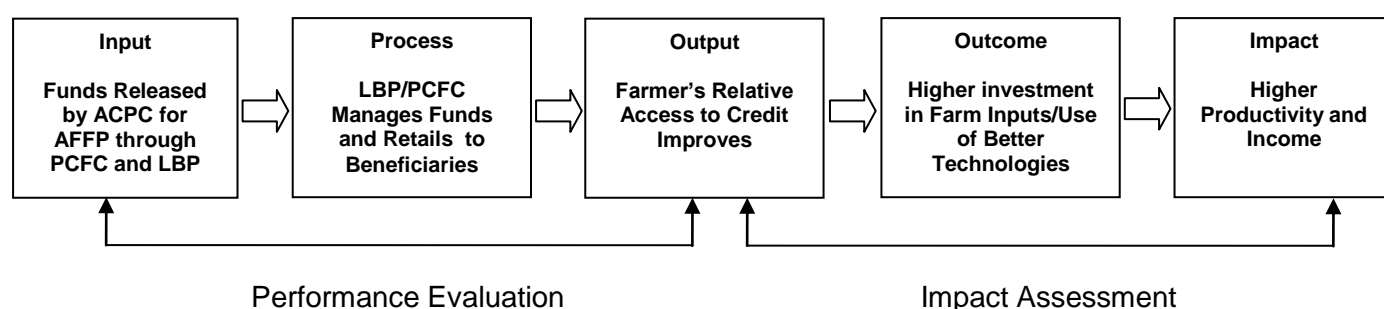 Input
Funds Released
by ACPC for
AFFP through
PCFC and LBP
Process
LBP/PCFC
Manages Funds
and Retails to
Beneficiaries
Output
Farmer's Relative
Access to Credit
Improves
Outcome
Higher investment
in Farm Inputs/Use
of Better
Technologies
Impact
Higher
Productivity and
Income
Performance Evaluation
Impact Assessment